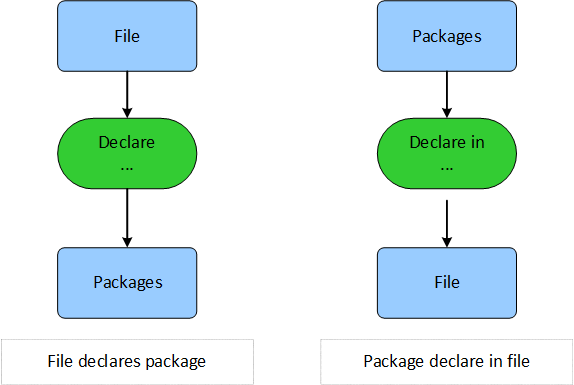 File
Declare
...
Packages
File declares package
Packages
Declare in
...
File
Package declare in file